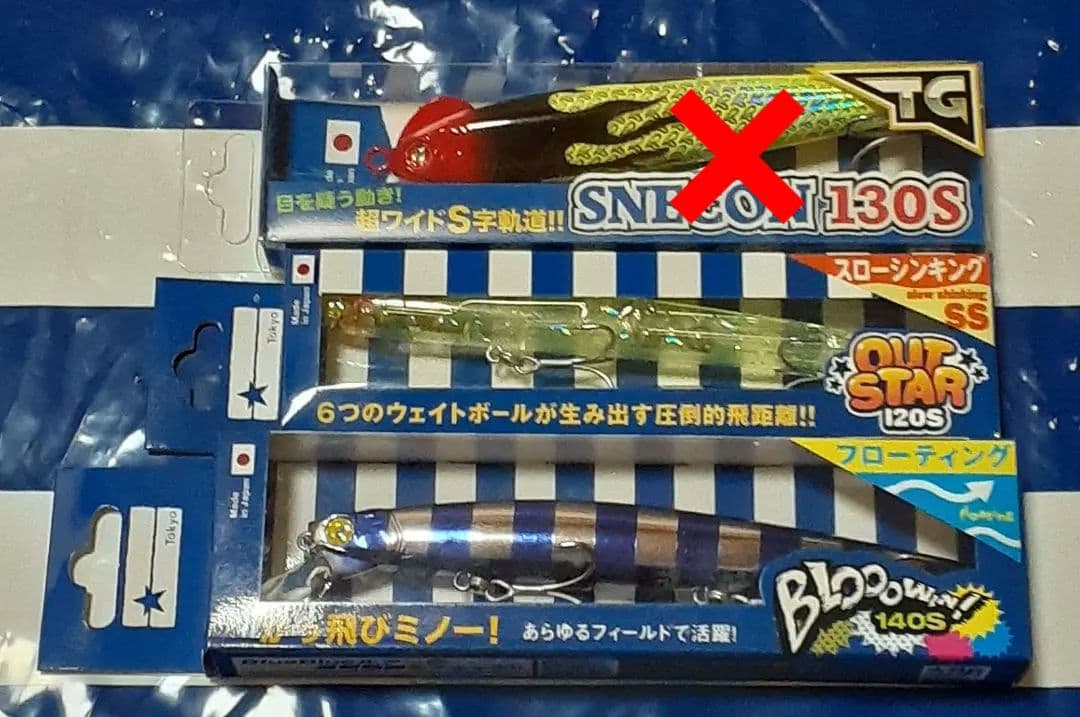 TG
目を疑う動き!
超ワイドS字軌道!!
SNECON 130S
Made in Japan
スローシンキング
slow shinking
SS
Tokyo
OUT
STAR
120S
6つのウェイトボールが生み出す圧倒的飛距離!!
Made in Japan
フローティング
floating
Tokyo
飛びミノー!
あらゆるフィールドで活躍!
BLOOOWIN!
140S
BlueBlue